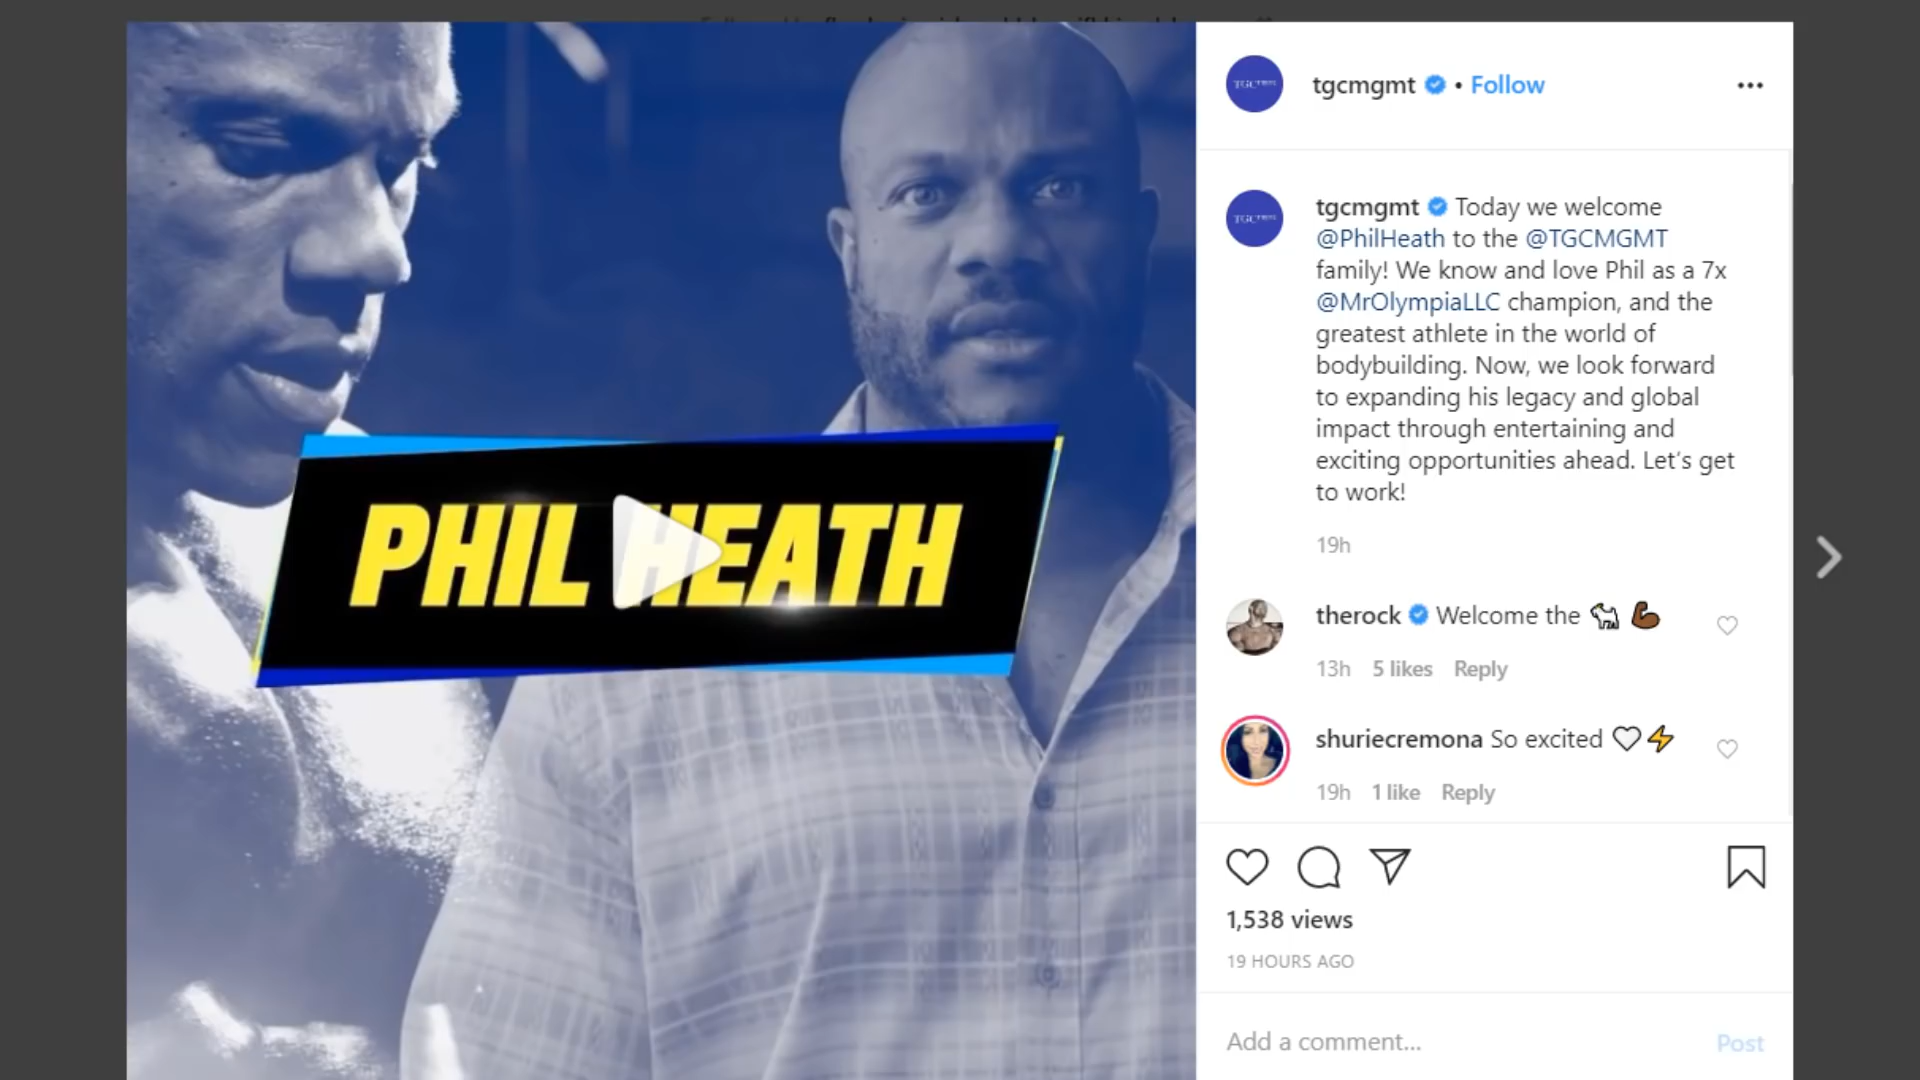 PHIL HEATH
tgcmgmt • Follow
tgcmgmt Today we welcome
@PhilHeath to the @TGCMGMT
family! We know and love Phil as a 7x
@MrOlympiaLLC champion, and the
greatest athlete in the world of
bodybuilding. Now, we look forward
to expanding his legacy and global
impact through entertaining and
exciting opportunities ahead. Let's get
to work!
19h
therock Welcome the 🐐 💪🏾
13h 5 likes Reply
shuriecremona So excited 🤍⚡
19h 1 like Reply
1,538 views
19 HOURS AGO
Add a comment... Post